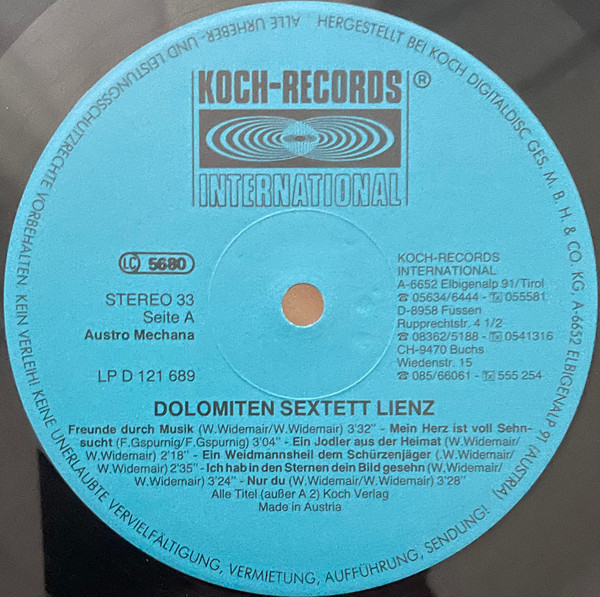 KOCH-RECORDS ®
INTERNATIONAL
LC 5680
STEREO 33
Seite A
Austro Mechana
LP D 121 689
KOCH-RECORDS
INTERNATIONAL
A-6652 Elbigenalp 91/Tirol
☎ 05634/6444 - Tx 055581
D-8958 Füssen
Rupprechtstr. 4 1/2
☎ 08362/5188 - Tx 0541316
CH-9470 Buchs
Wiedenstr. 15
☎ 085/66061 - Tx 555 254
DOLOMITEN SEXTETT LIENZ
Freunde durch Musik (W.Widemair/W.Widemair) 3'32" - Mein Herz ist voll Sehn-
sucht (F.Gspurnig/F.Gspurnig) 3'04" - Ein Jodler aus der Heimat (W.Widemair/
W.Widemair) 2'18" - Ein Weidmannsheil dem Schürzenjäger (.W.Widemair/
W.Widemair) 2'35" - Ich hab in den Sternen dein Bild gesehn (W.Widemair/
W.Widemair) 3'24" - Nur du (W.Widemair/W.Widemair) 3'28"
Alle Titel (außer A 2) Koch Verlag
Made in Austria
HERGESTELLT BEI KOCH DIGITALDISC GES. M. B. H. & CO. KG, A-6652 ELBIGENALP 91 (AUSTRIA)
ALLE URHEBER- UND LEISTUNGSSCHUTZRECHTE VORBEHALTEN. KEIN VERLEIH! KEINE UNERLAUBTE VERVIELFÄLTIGUNG, VERMIETUNG, AUFFÜHRUNG, SENDUNG!